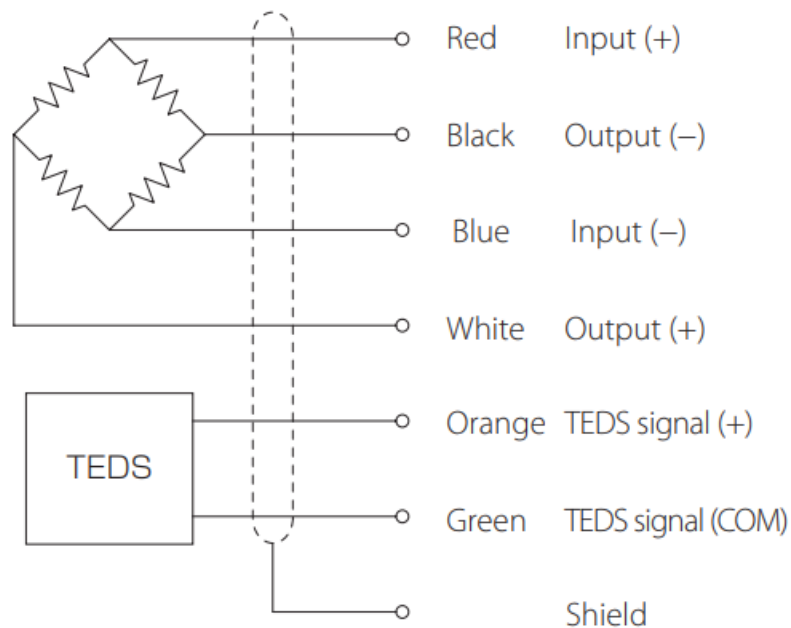 Red Input (+)
Black Output (−)
Blue Input (−)
White Output (+)
Orange TEDS signal (+)
TEDS
Green TEDS signal (COM)
Shield